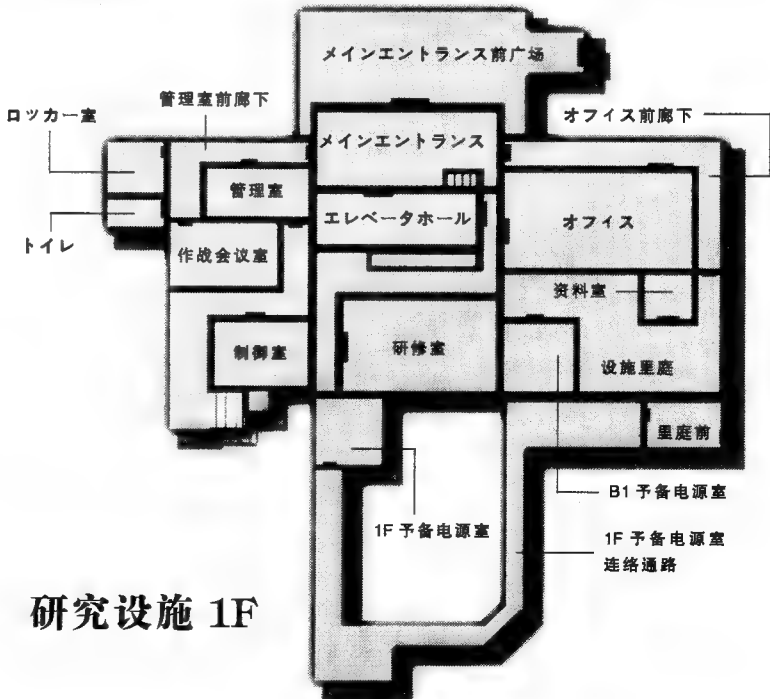 メインエントランス前广场
管理室前廊下
ロッカー室
オフィス前廊下
メインエントランス
管理室
エレベータホール
オフィス
トイレ
作战会议室
资料室
制御室
研修室
设施里庭
里庭前
B1 予备电源室
1F 予备电源室
1F 予备电源室
连络通路
研究设施 1F